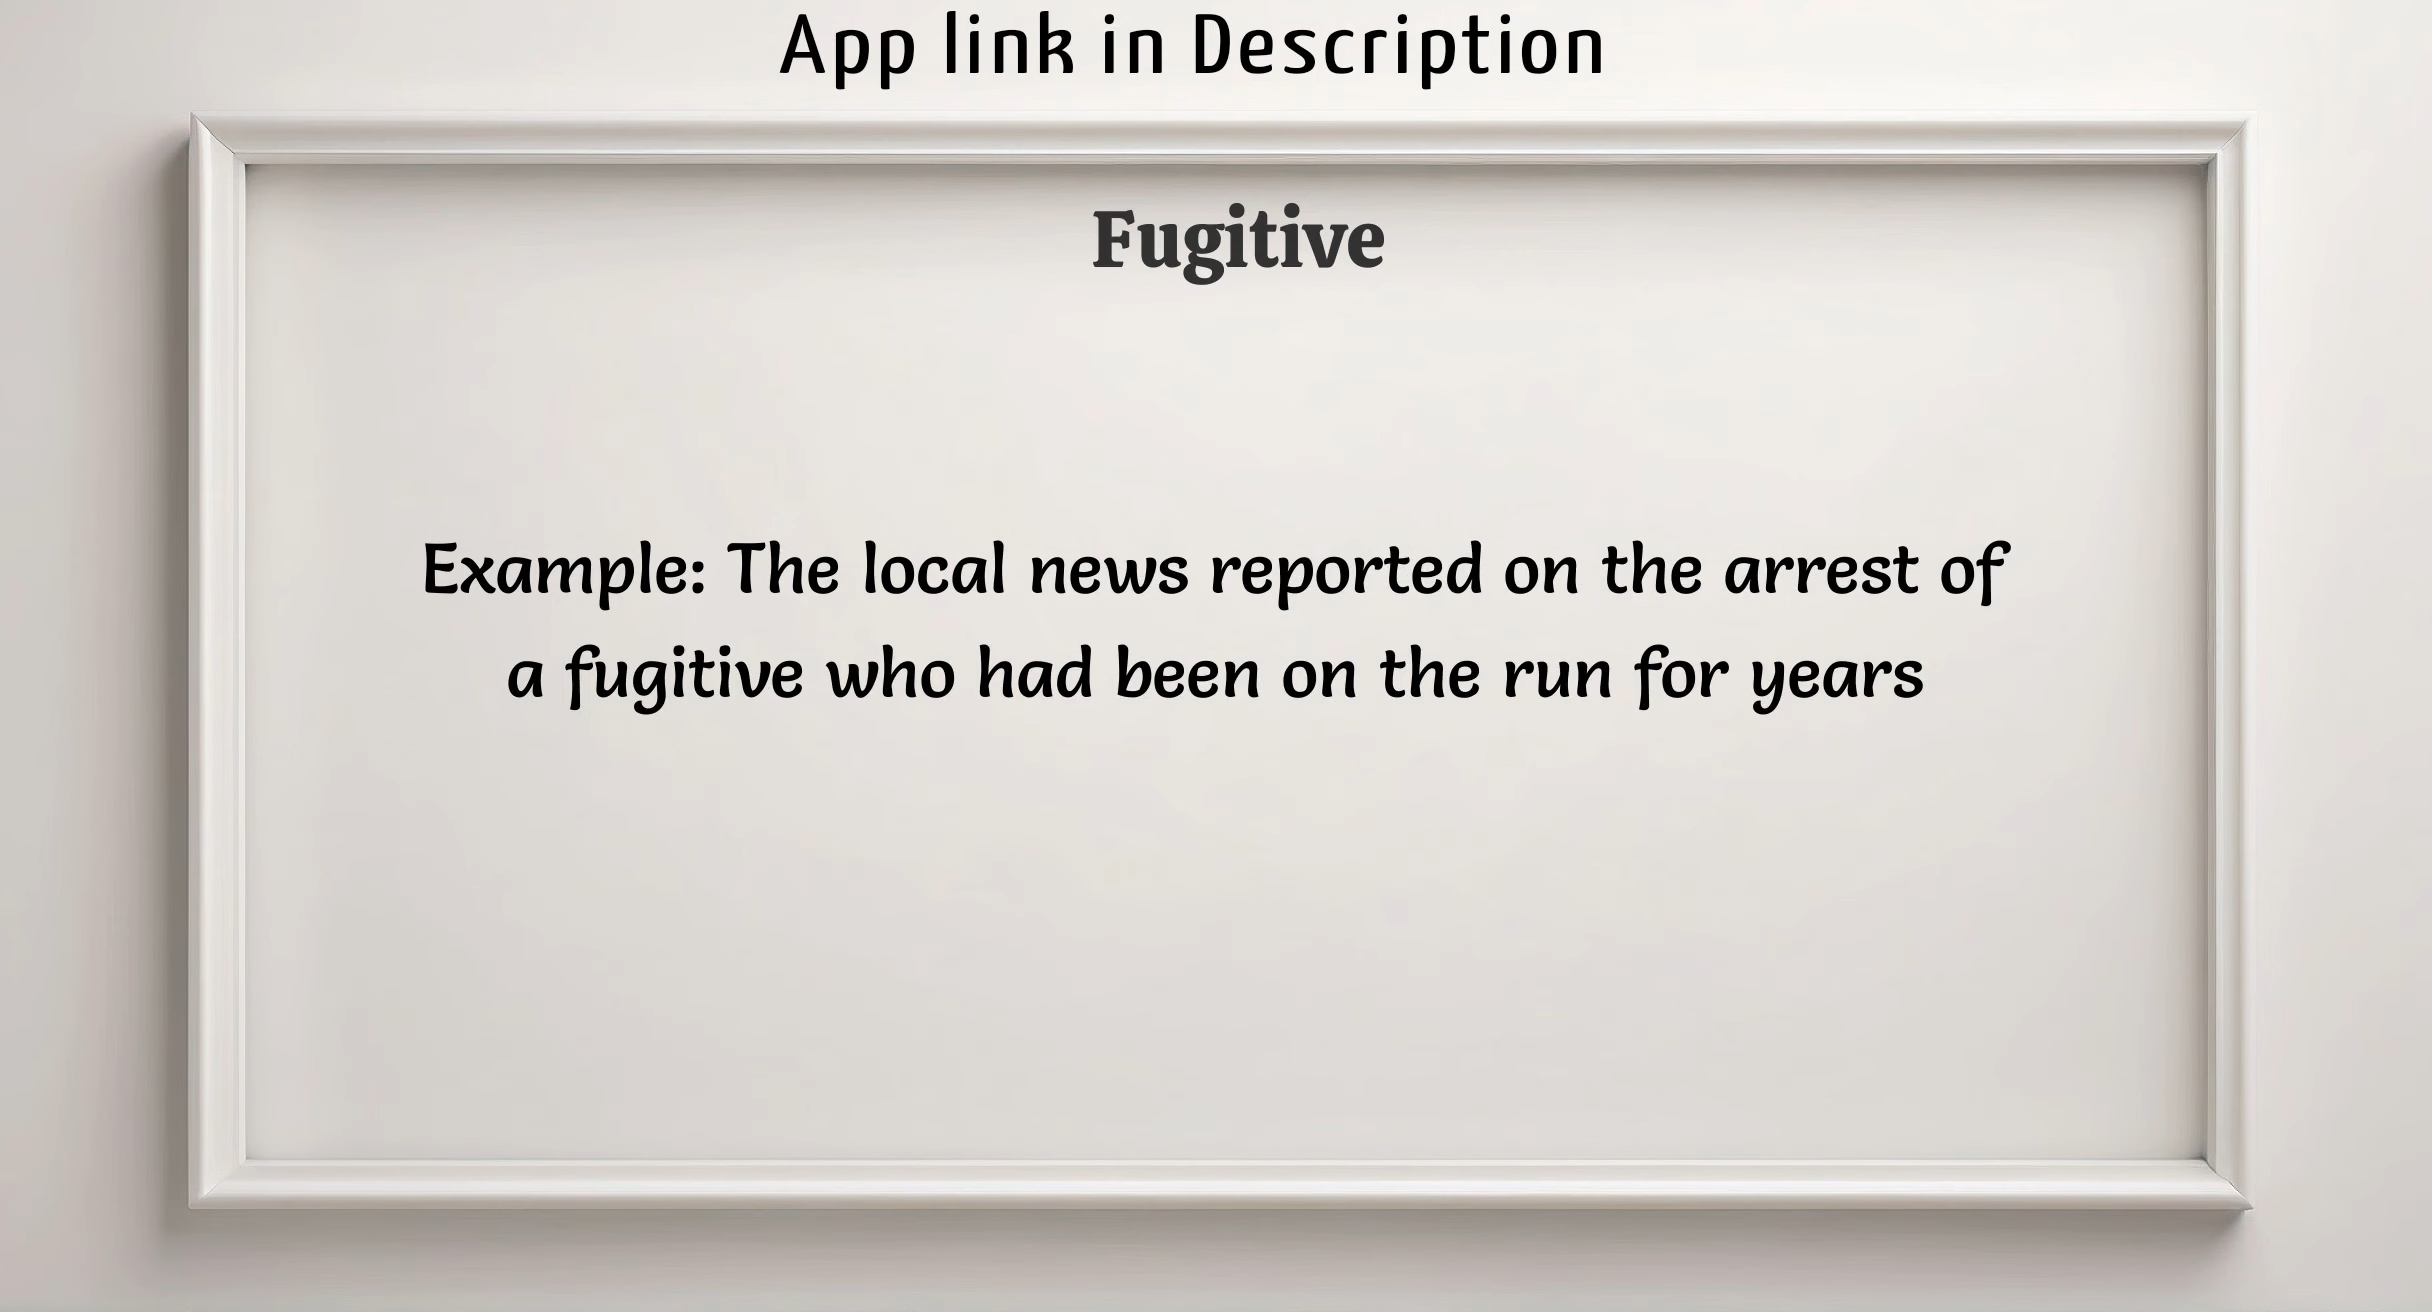 App link in Description
Fugitive
Example: The local news reported on the arrest of
a fugitive who had been on the run for years